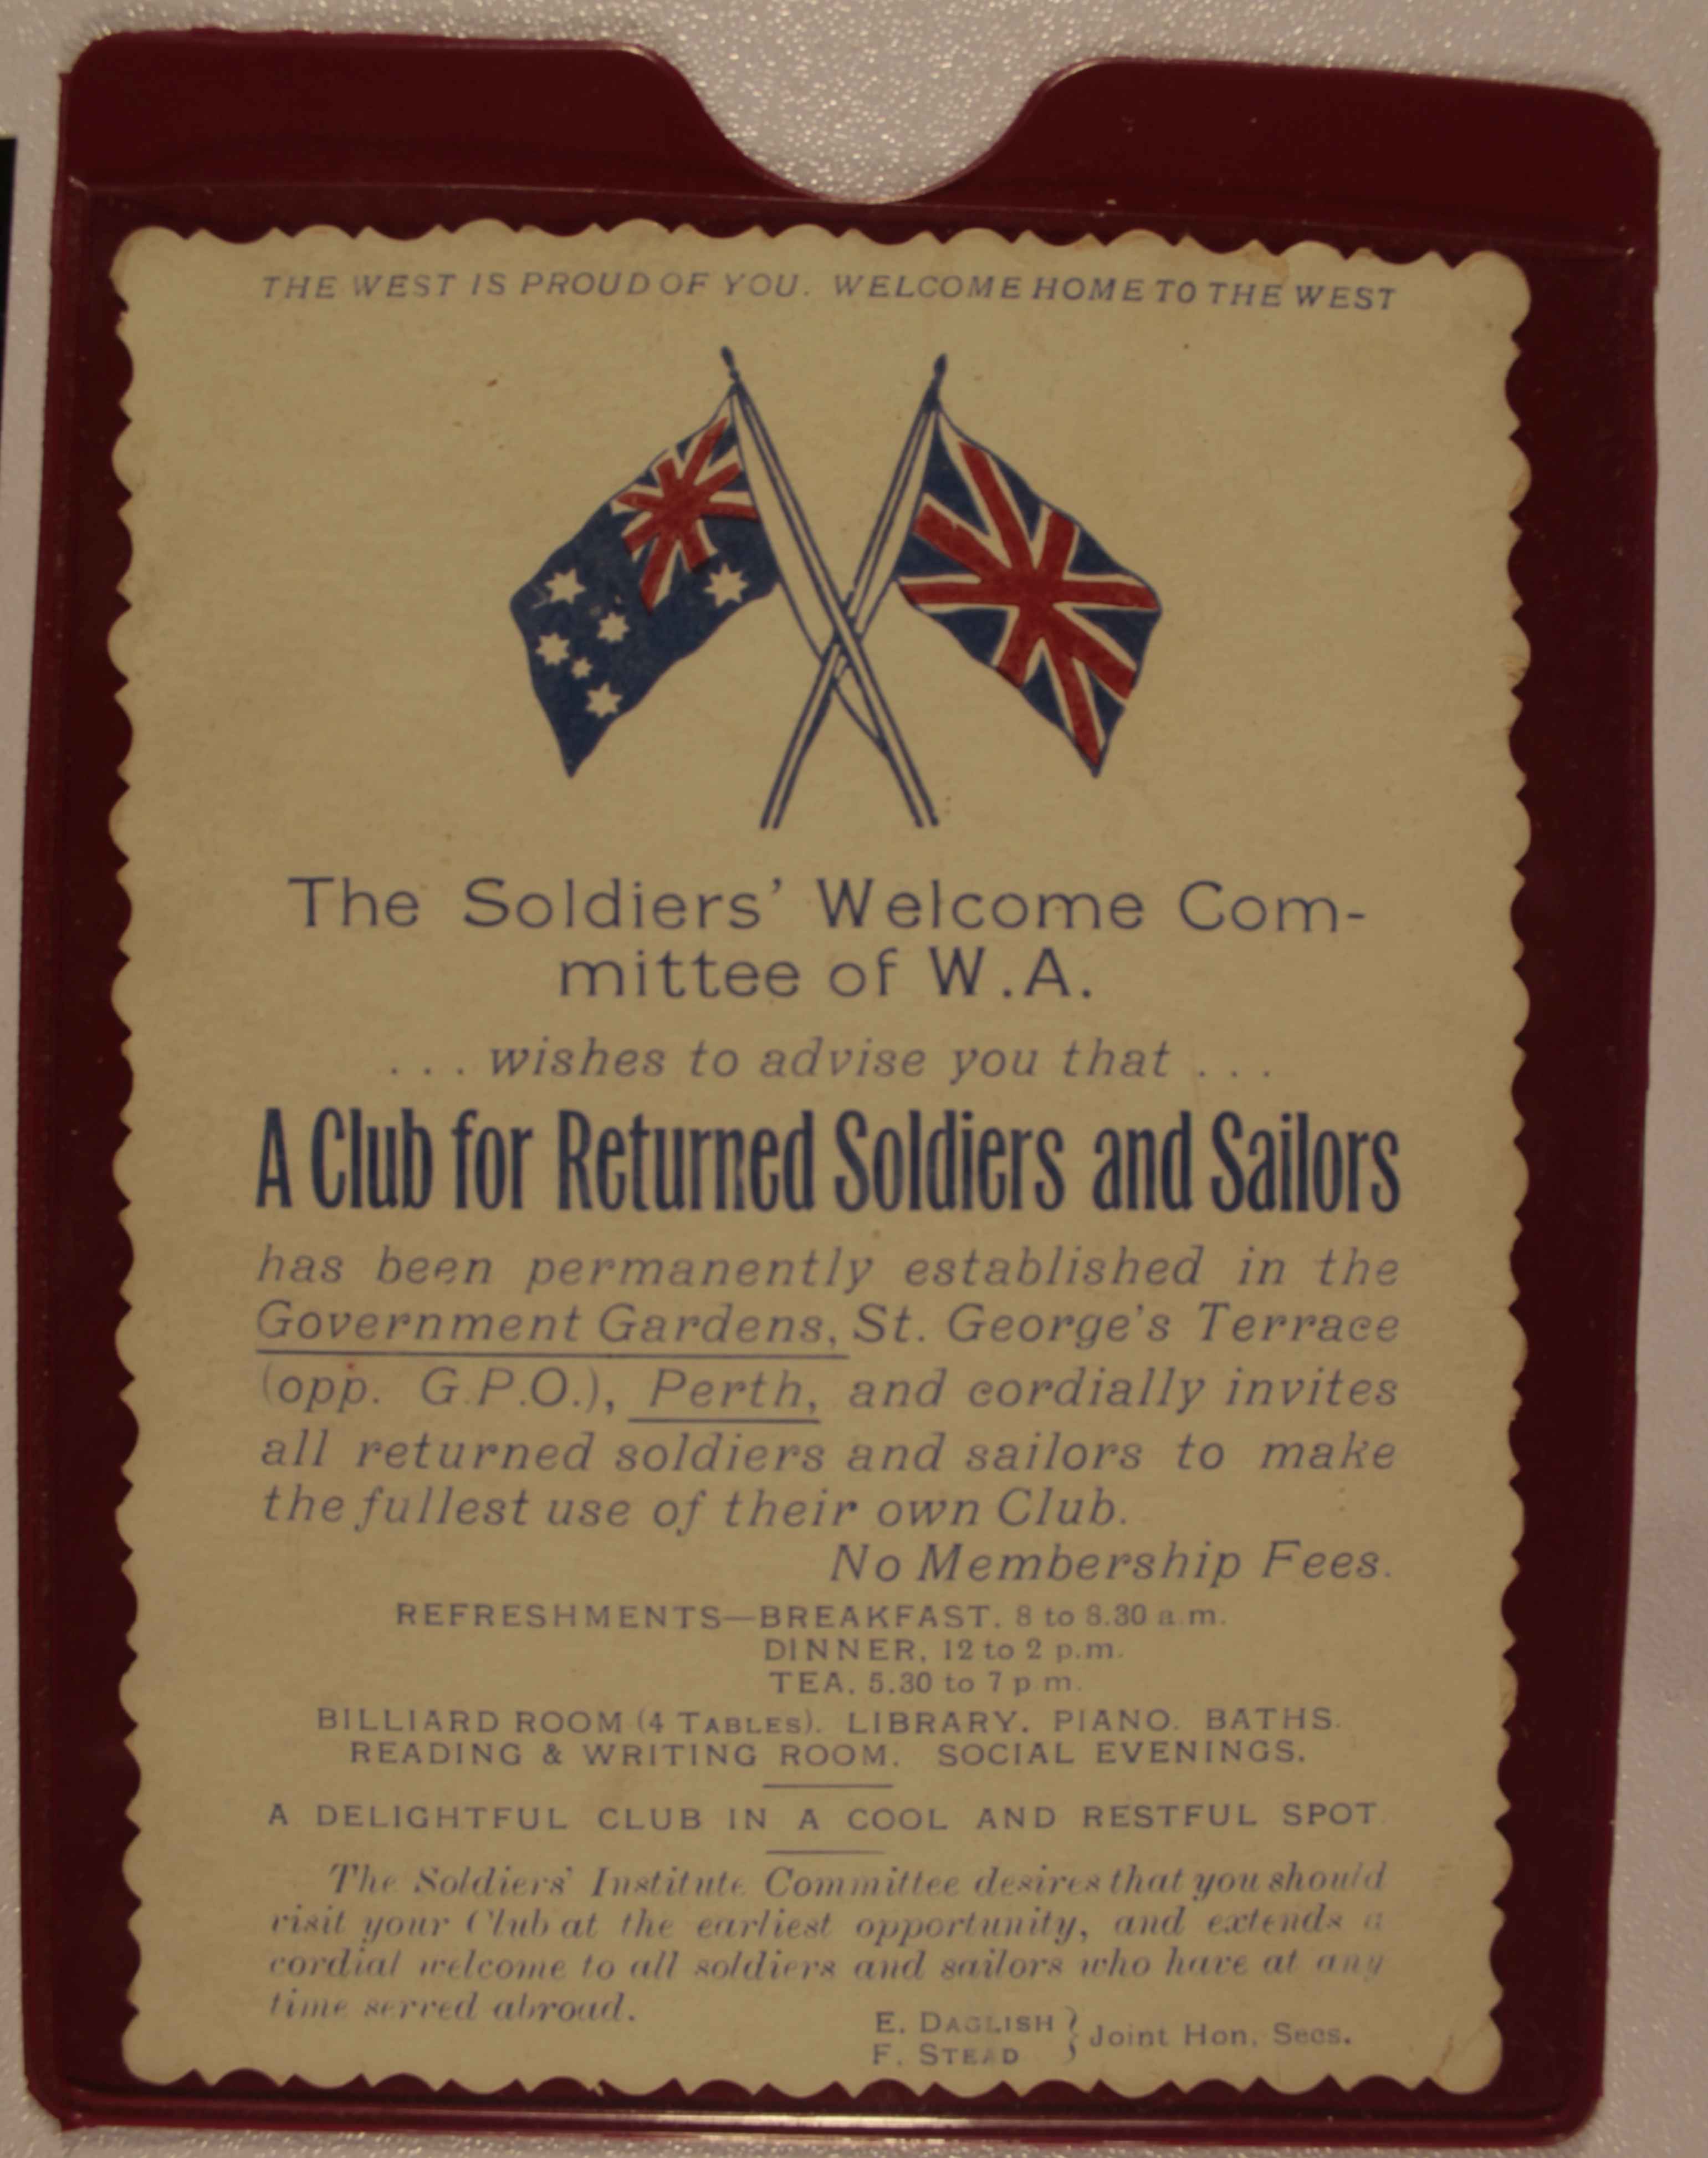 THE WEST IS PROUD OF YOU. WELCOME HOME TO THE WEST
The Soldiers' Welcome Com-
mittee of W.A.
... wishes to advise you that ...
A Club for Returned Soldiers and Sailors
has been permanently established in the
Government Gardens, St. George's Terrace
(opp. G.P.O.), Perth, and cordially invites
all returned soldiers and sailors to make
the fullest use of their own Club.
No Membership Fees.
REFRESHMENTS—BREAKFAST, 8 to 8.30 a.m.
DINNER, 12 to 2 p.m.
TEA, 5.30 to 7 p m.
BILLIARD ROOM (4 TABLES). LIBRARY. PIANO. BATHS.
READING & WRITING ROOM. SOCIAL EVENINGS.
A DELIGHTFUL CLUB IN A COOL AND RESTFUL SPOT
The Soldiers' Institute Committee desires that you should
visit your Club at the earliest opportunity, and extends a
cordial welcome to all soldiers and sailors who have at any
time served abroad.
E. DAGLISH } Joint Hon. Secs.
F. STEAD